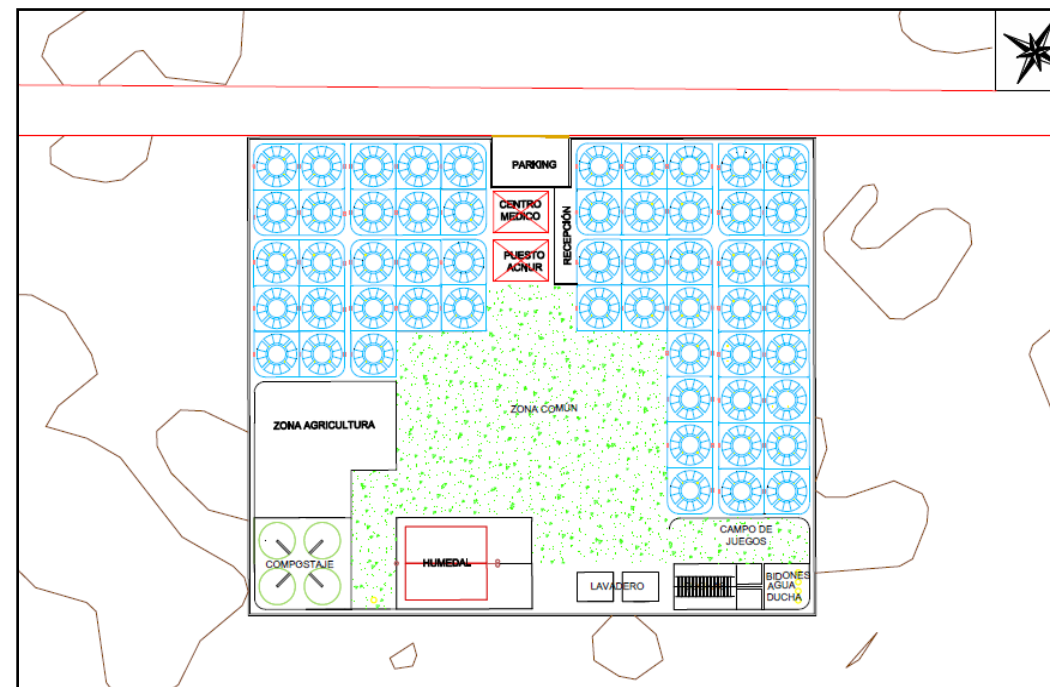 PARKING
CENTRO
MEDICO
RECEPCIÓN
PUESTO
ACNUR
ZONA COMÚN
ZONA AGRICULTURA
CAMPO DE
JUEGOS
COMPOSTAJE
HUMEDAL
LAVADERO
BIDONES
AGUA
DUCHA